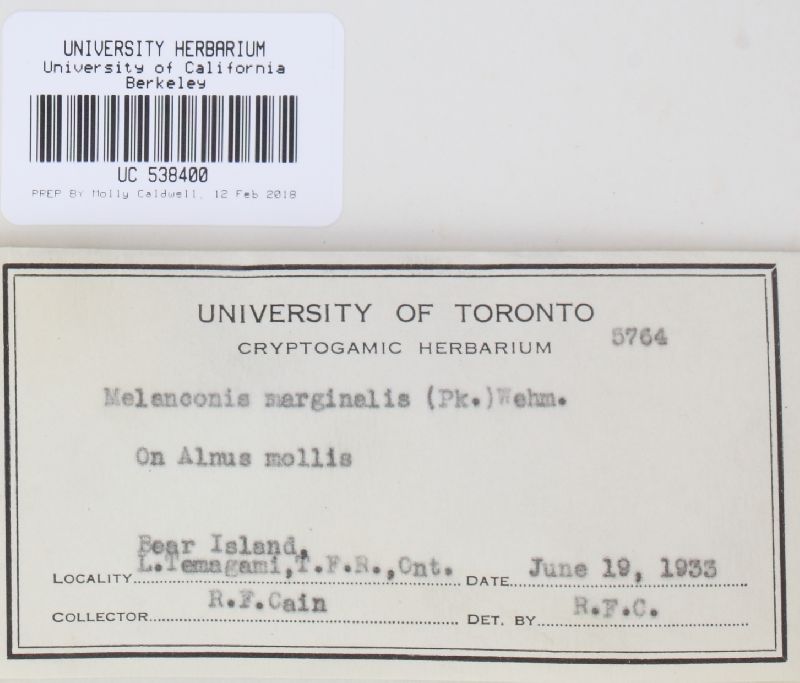 UNIVERSITY HERBARIUM
University of California
Berkeley
UC 538400
PREP BY Molly Caldwell, 12 Feb 2018
UNIVERSITY OF TORONTO
CRYPTOGAMIC HERBARIUM
5764
Melanconis marginalis (Pk.)Wehm.
On Alnus mollis
Bear Island,
LOCALITY L.Temagami,T.F.R.,Ont. DATE June 19, 1933
COLLECTOR R.F.Cain DET. BY R.F.C.